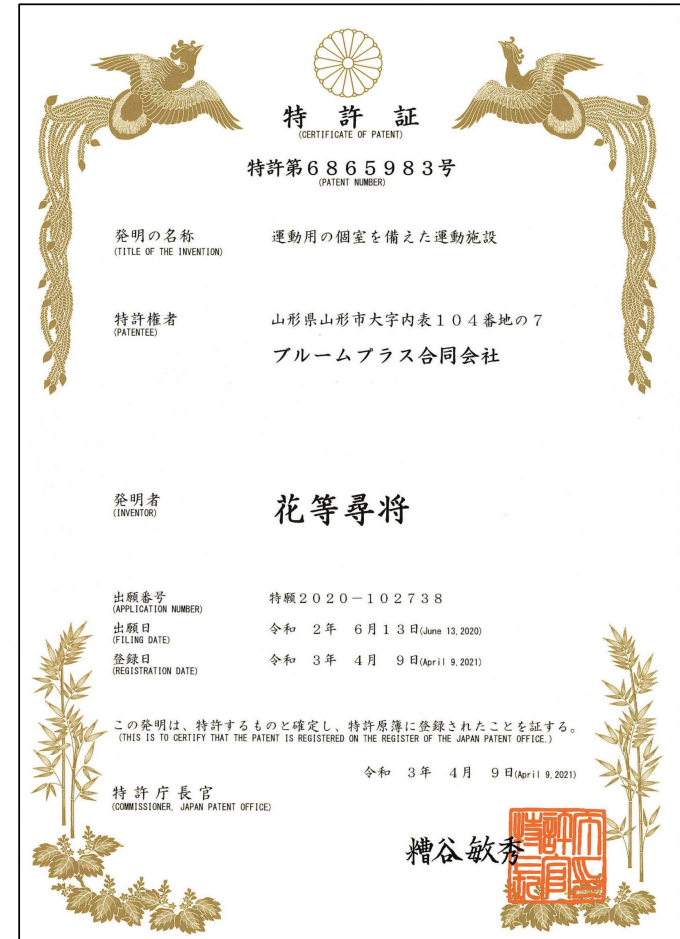 特許証
(CERTIFICATE OF PATENT)
特許第6865983号
(PATENT NUMBER)
発明の名称
(TITLE OF THE INVENTION)
運動用の個室を備えた運動施設
特許権者
(PATENTEE)
山形県山形市大字内表104番地の7
ブルームプラス合同会社
発明者
(INVENTOR)
花等尋将
出願番号
(APPLICATION NUMBER)
特願2020-102738
出願日
(FILING DATE)
令和 2年 6月13日(June 13,2020)
登録日
(REGISTRATION DATE)
令和 3年 4月 9日(April 9,2021)
この発明は、特許するものと確定し、特許原簿に登録されたことを証する。
(THIS IS TO CERTIFY THAT THE PATENT IS REGISTERED ON THE REGISTER OF THE JAPAN PATENT OFFICE.)
令和 3年 4月 9日(April 9,2021)
特許庁長官
(COMMISSIONER, JAPAN PATENT OFFICE)
糟谷敏秀